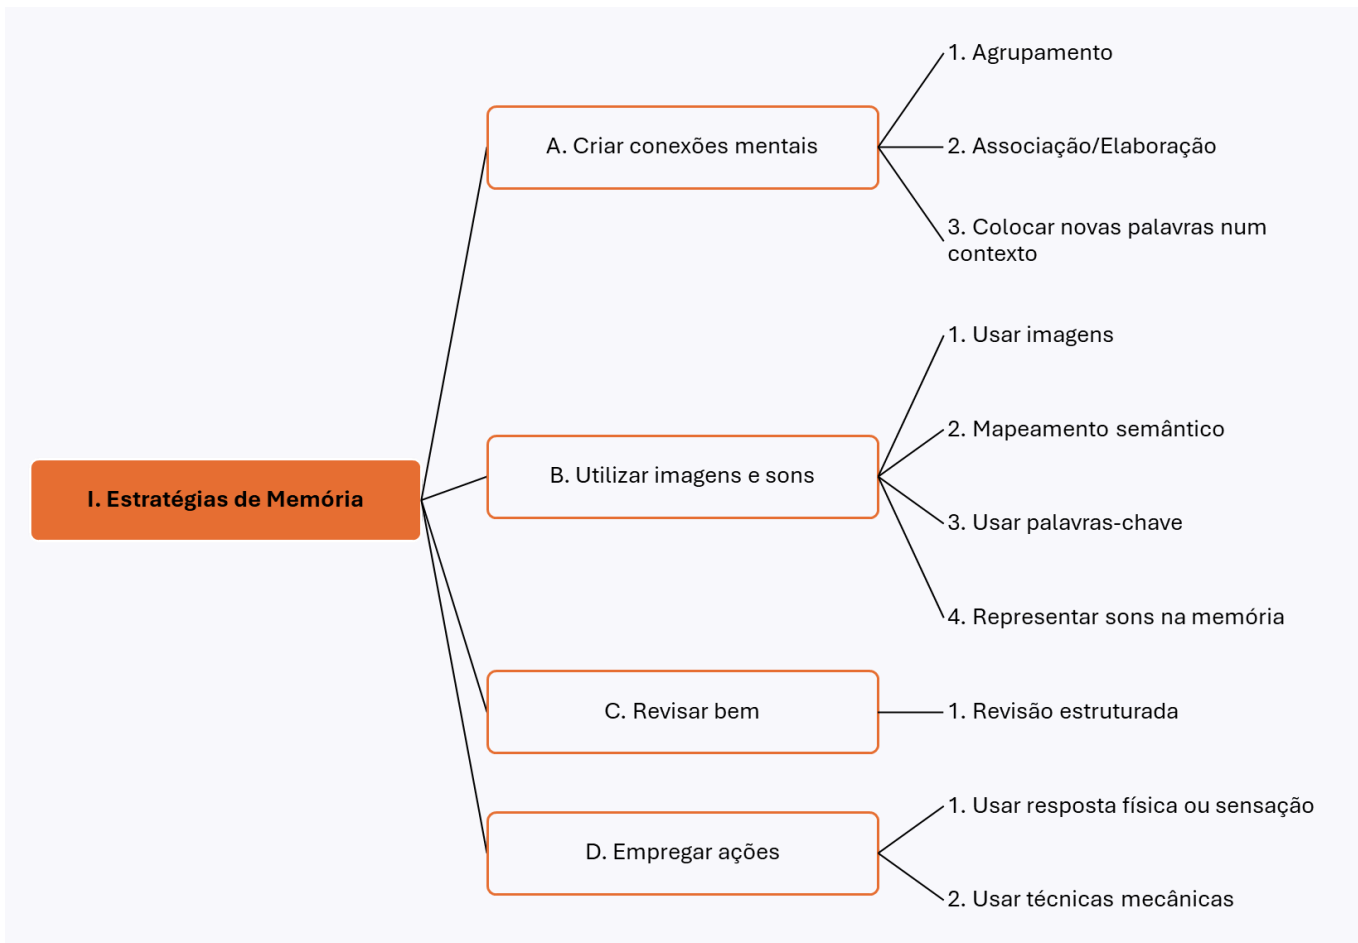 I. Estratégias de Memória
A. Criar conexões mentais
1. Agrupamento
2. Associação/Elaboração
3. Colocar novas palavras num
contexto
B. Utilizar imagens e sons
1. Usar imagens
2. Mapeamento semântico
3. Usar palavras-chave
4. Representar sons na memória
C. Revisar bem
1. Revisão estruturada
D. Empregar ações
1. Usar resposta física ou sensação
2. Usar técnicas mecânicas